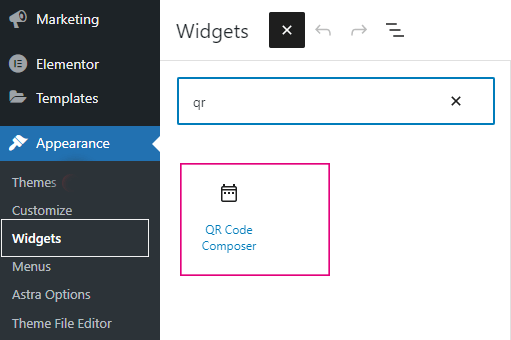 Marketing
Elementor
Templates
Appearance
Themes
Customize
Widgets
Menus
Astra Options
Theme File Editor
Widgets
qr
QR Code
Composer